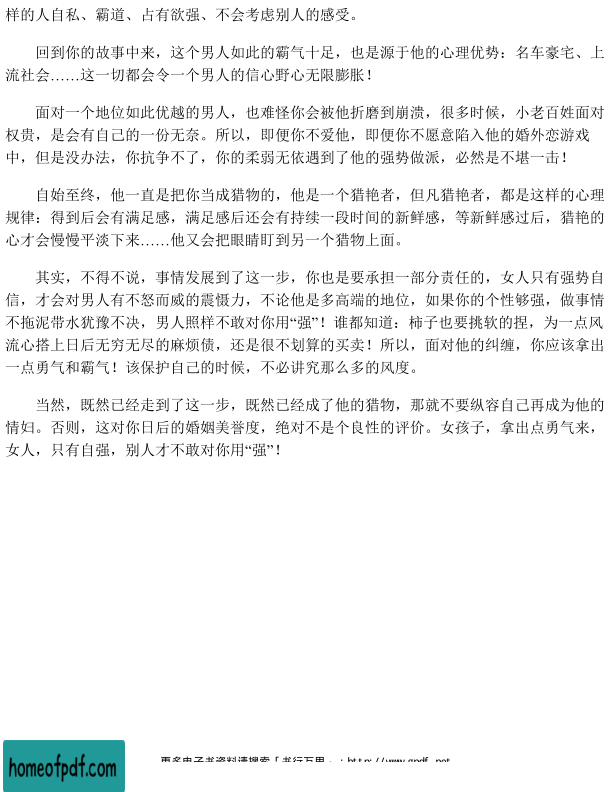 样的人自私、霸道、占有欲强、不会考虑别人的感受。
回到你的故事中来，这个男人如此的霸气十足，也是源于他的心理优势：名车豪宅、上
流社会……这一切都会令一个男人的信心野心无限膨胀！
面对一个地位如此优越的男人，也难怪你会被他折磨到崩溃，很多时候，小老百姓面对
权贵，是会有自己的一份无奈。所以，即便你不爱他，即便你不愿意陷入他的婚外恋游戏
中，但是没办法，你抗争不了，你的柔弱无依遇到了他的强势做派，必然是不堪一击！
自始至终，他一直是把你当成猎物的，他是一个猎艳者，但凡猎艳者，都是这样的心理
规律：得到后会有满足感，满足感后还会有持续一段时间的新鲜感，等新鲜感过后，猎艳的
心才会慢慢平淡下来……他又会把眼睛盯到另一个猎物上面。
其实，不得不说，事情发展到了这一步，你也是要承担一部分责任的，女人只有强势自
信，才会对男人有不怒而威的震慑力，不论他是多高端的地位，如果你的个性够强，做事情
不拖泥带水犹豫不决，男人照样不敢对你用“强”！谁都知道：柿子也要挑软的捏，为一点风
流心搭上日后无穷无尽的麻烦债，还是很不划算的买卖！所以，面对他的纠缠，你应该拿出
一点勇气和霸气！该保护自己的时候，不必讲究那么多的风度。
当然，既然已经走到了这一步，既然已经成了他的猎物，那就不要纵容自己再成为他的
情妇。否则，这对你日后的婚姻美誉度，绝对不是个良性的评价。女孩子，拿出点勇气来，
女人，只有自强，别人才不敢对你用“强”！
更多电子书资料请搜索「书行万里」：http://www.gpdf.net
homeofpdf.com